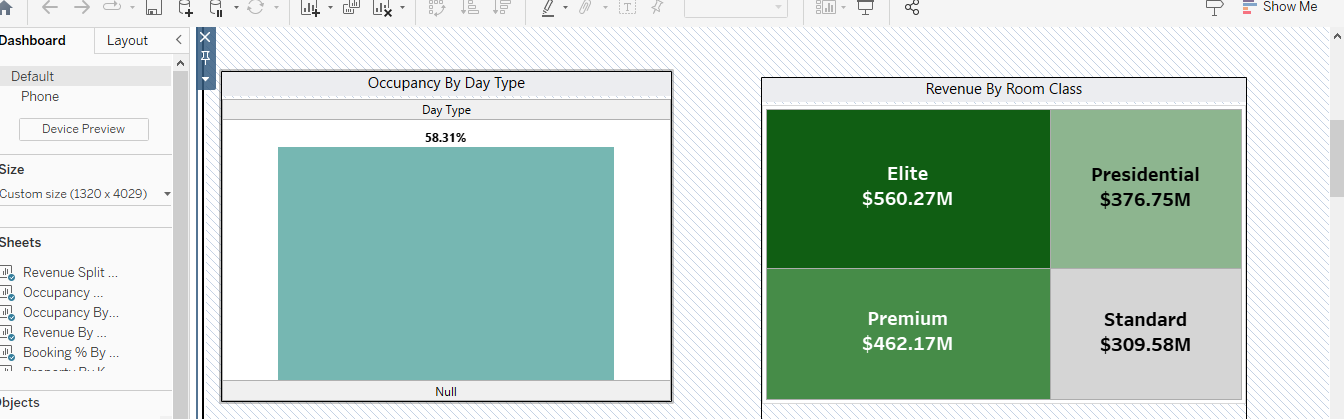 Show Me
Dashboard
Layout
Default
Phone
Device Preview
Size
Custom size (1320 x 4029)
Sheets
Revenue Split ...
Occupancy ...
Occupancy By...
Revenue By ...
Booking % By ...
bjects
Occupancy By Day Type
Day Type
58.31%
Null
Revenue By Room Class
Elite
$560.27M
Presidential
$376.75M
Premium
$462.17M
Standard
$309.58M